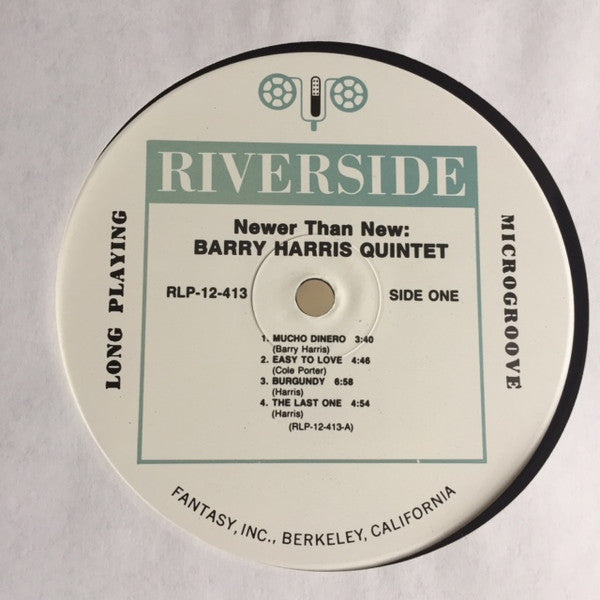 RIVERSIDE
Newer Than New:
BARRY HARRIS QUINTET
LONG PLAYING
MICROGROOVE
RLP-12-413 SIDE ONE
1. MUCHO DINERO 3:40
(Barry Harris)
2. EASY TO LOVE 4:46
(Cole Porter)
3. BURGUNDY 6:58
(Harris)
4. THE LAST ONE 4:54
(Harris)
(RLP-12-413-A)
FANTASY, INC., BERKELEY, CALIFORNIA